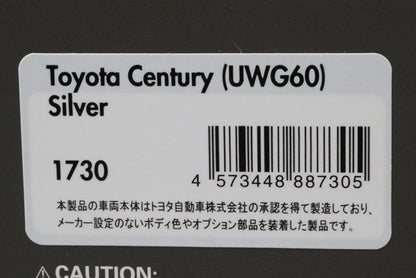 Toyota Century (UWG60)
Silver
1730
4 573448 887305
本製品の車両本体はトヨタ自動車株式会社の承認を得て製造しており、
メーカー設定のないボディ色やオプション部品を装着した製品です。
⚠CAUTION: